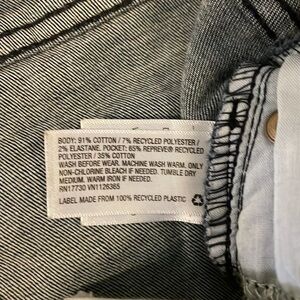 BODY: 91% COTTON / 7% RECYCLED POLYESTER /
2% ELASTANE. POCKET: 65% REPREVE® RECYCLED
POLYESTER / 35% COTTON
WASH BEFORE WEAR. MACHINE WASH WARM. ONLY
NON-CHLORINE BLEACH IF NEEDED. TUMBLE DRY
MEDIUM. WARM IRON IF NEEDED.
RN17730 VN1126365
LABEL MADE FROM 100% RECYCLED PLASTIC